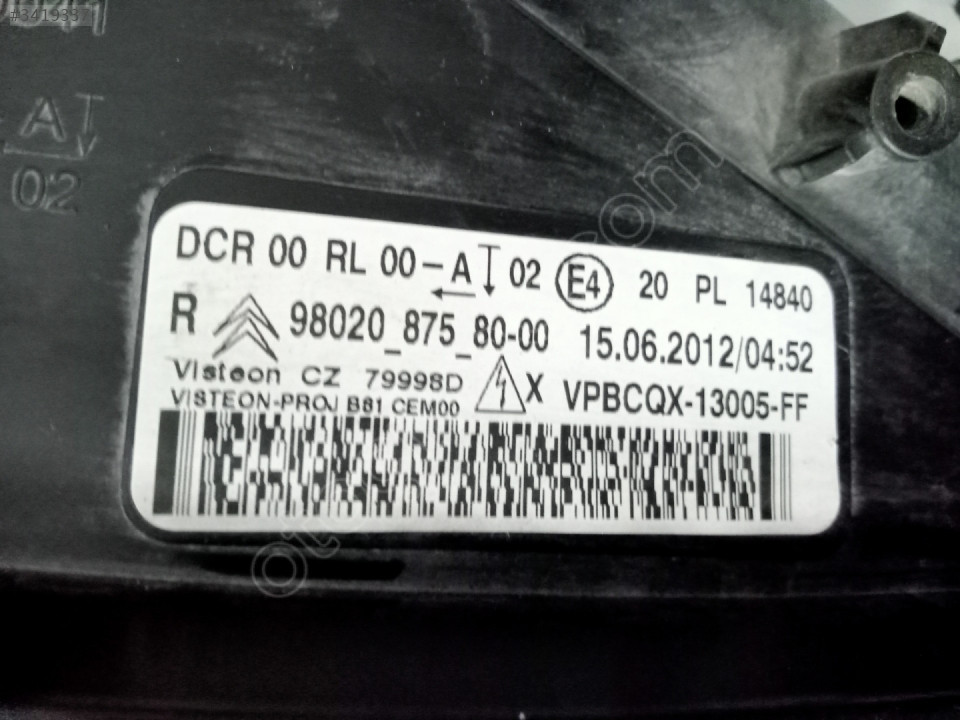 #3419337
A
02
DCR 00 RL 00-A 02 E4 20 PL 14840
R 98020_875_80-00 15.06.2012/04:52
Visteon CZ 79998D X VPBCQX-13005-FF
VISTEON-PROJ B81 CEM00